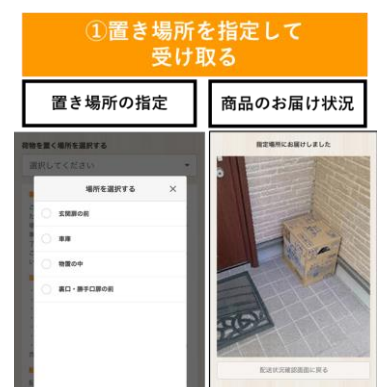 ①置き場所を指定して
受け取る
置き場所の指定
商品のお届け状況
荷物を置く場所を選択する
選択してください
場所を選択する ×
玄関扉の前
車庫
物置の中
裏口・勝手口扉の前
指定場所にお届けしました
配送状況確認画面に戻る